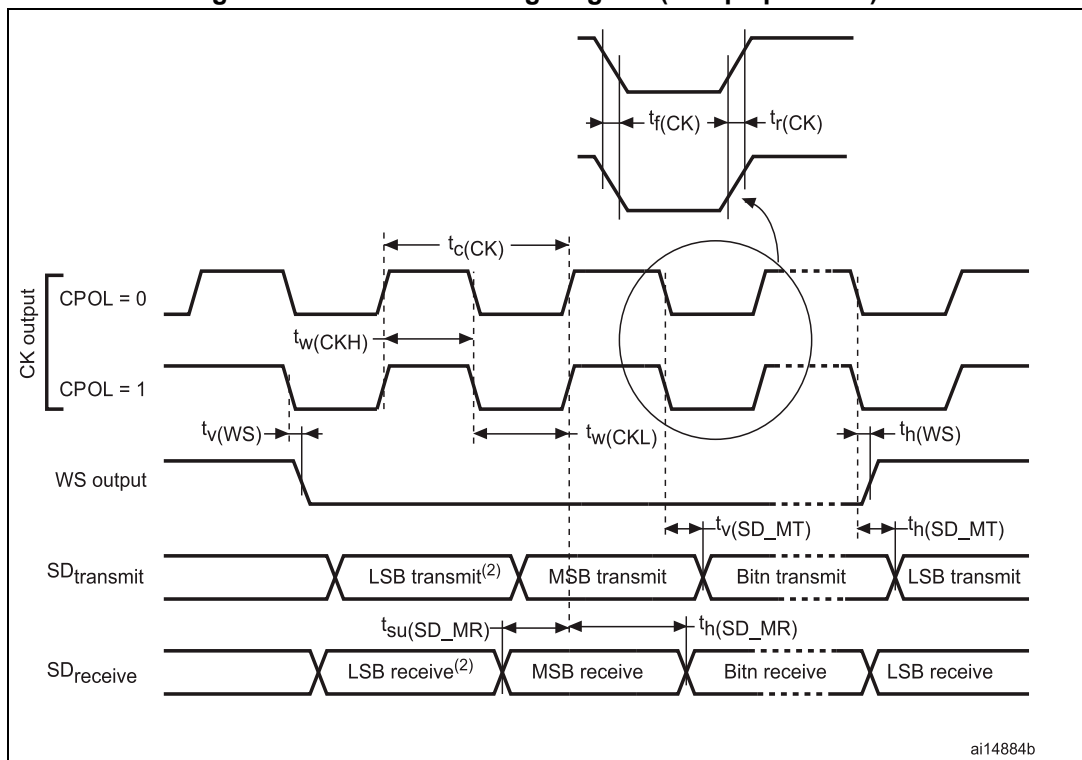 tf(CK)
tr(CK)
tc(CK)
CK output
CPOL = 0
tw(CKH)
CPOL = 1
tv(WS)
tw(CKL)
th(WS)
WS output
tv(SD_MT)
th(SD_MT)
SDtransmit
LSB transmit(2)
MSB transmit
Bitn transmit
LSB transmit
tsu(SD_MR)
th(SD_MR)
SDreceive
LSB receive(2)
MSB receive
Bitn receive
LSB receive
ai14884b